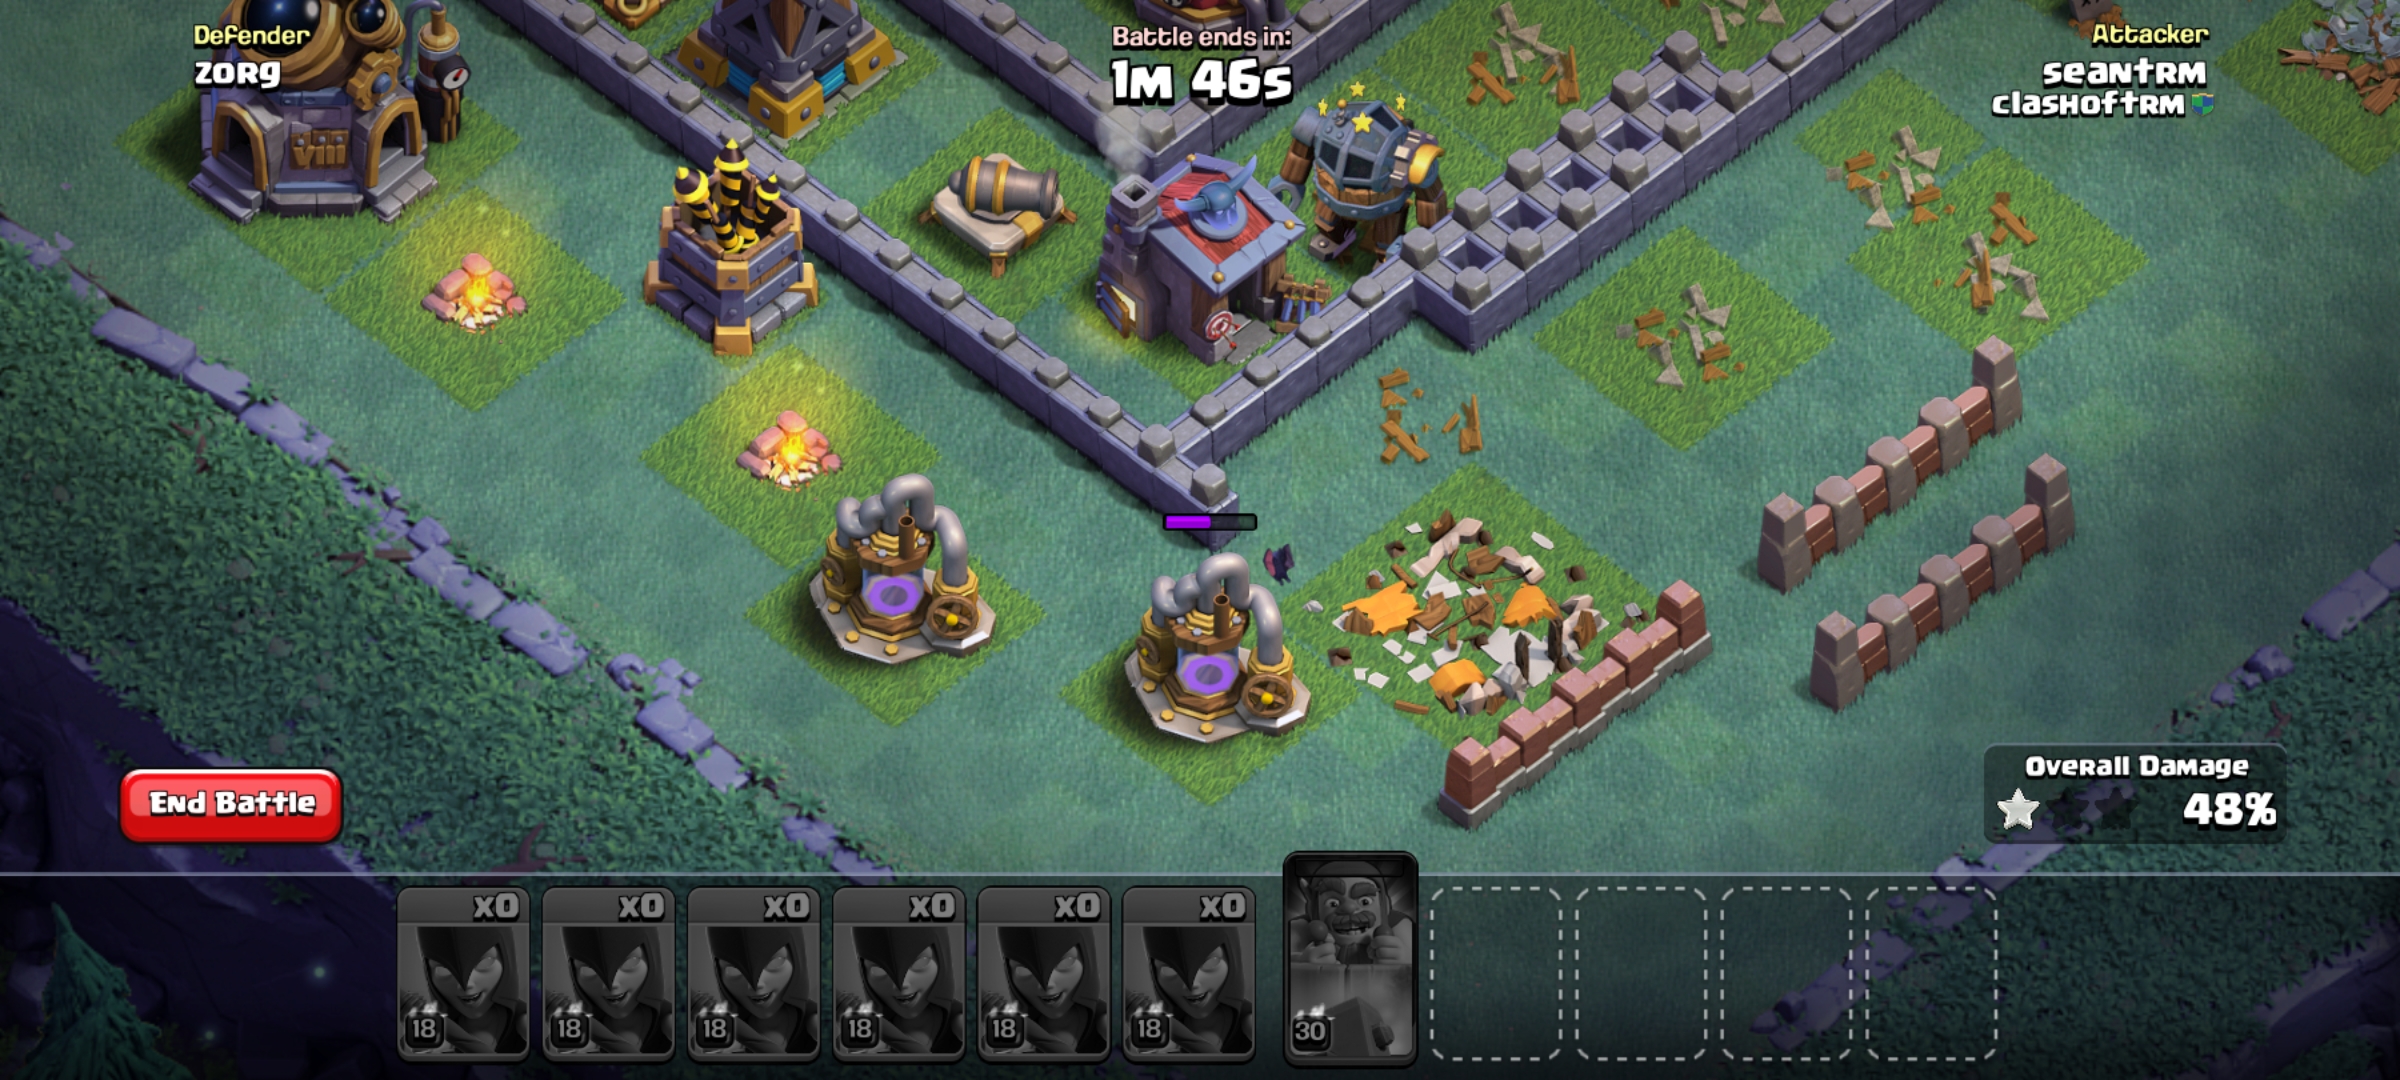 Defender
zorg
Battle ends in:
1M 46s
Attacker
seantRM
clashoftRM
VIII
End Battle
Overall Damage
48%
x0
x0
x0
x0
x0
x0
18
18
18
18
18
18
30